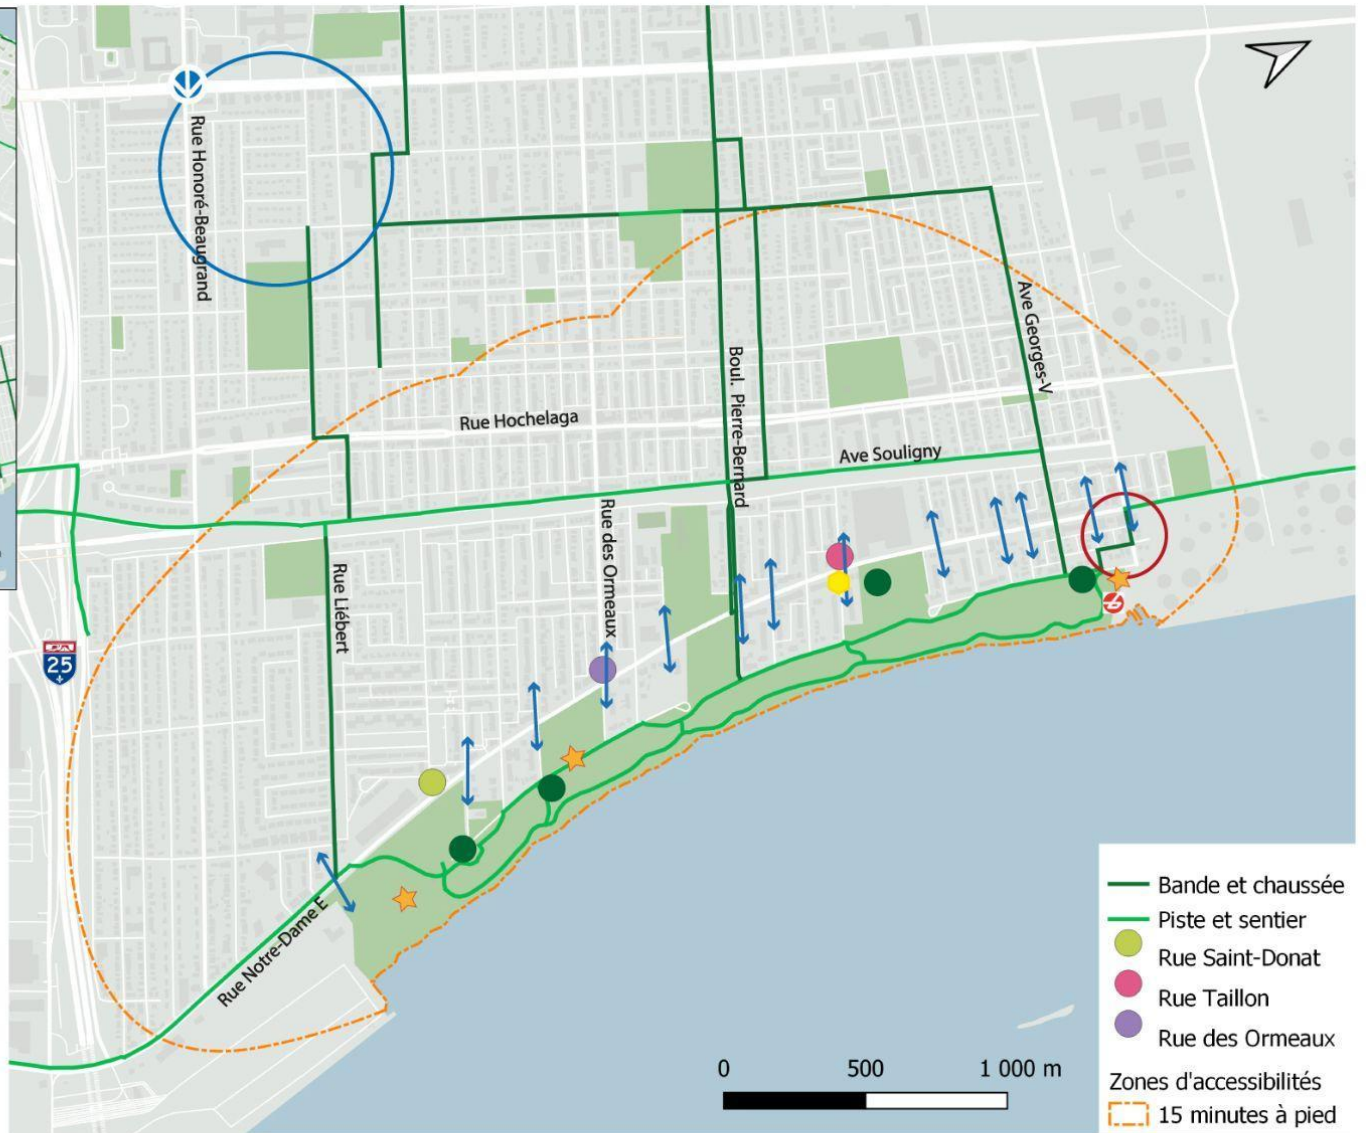 Rue Honoré-Beaugrand
Rue Hochelaga
Boul. Pierre-Bernard
Ave Georges-V
Ave Souligny
Rue des Ormeaux
Rue Liébert
25
Rue Notre-Dame E
0 500 1 000 m
Bande et chaussée
Piste et sentier
Rue Saint-Donat
Rue Taillon
Rue des Ormeaux
Zones d'accessibilités
15 minutes à pied